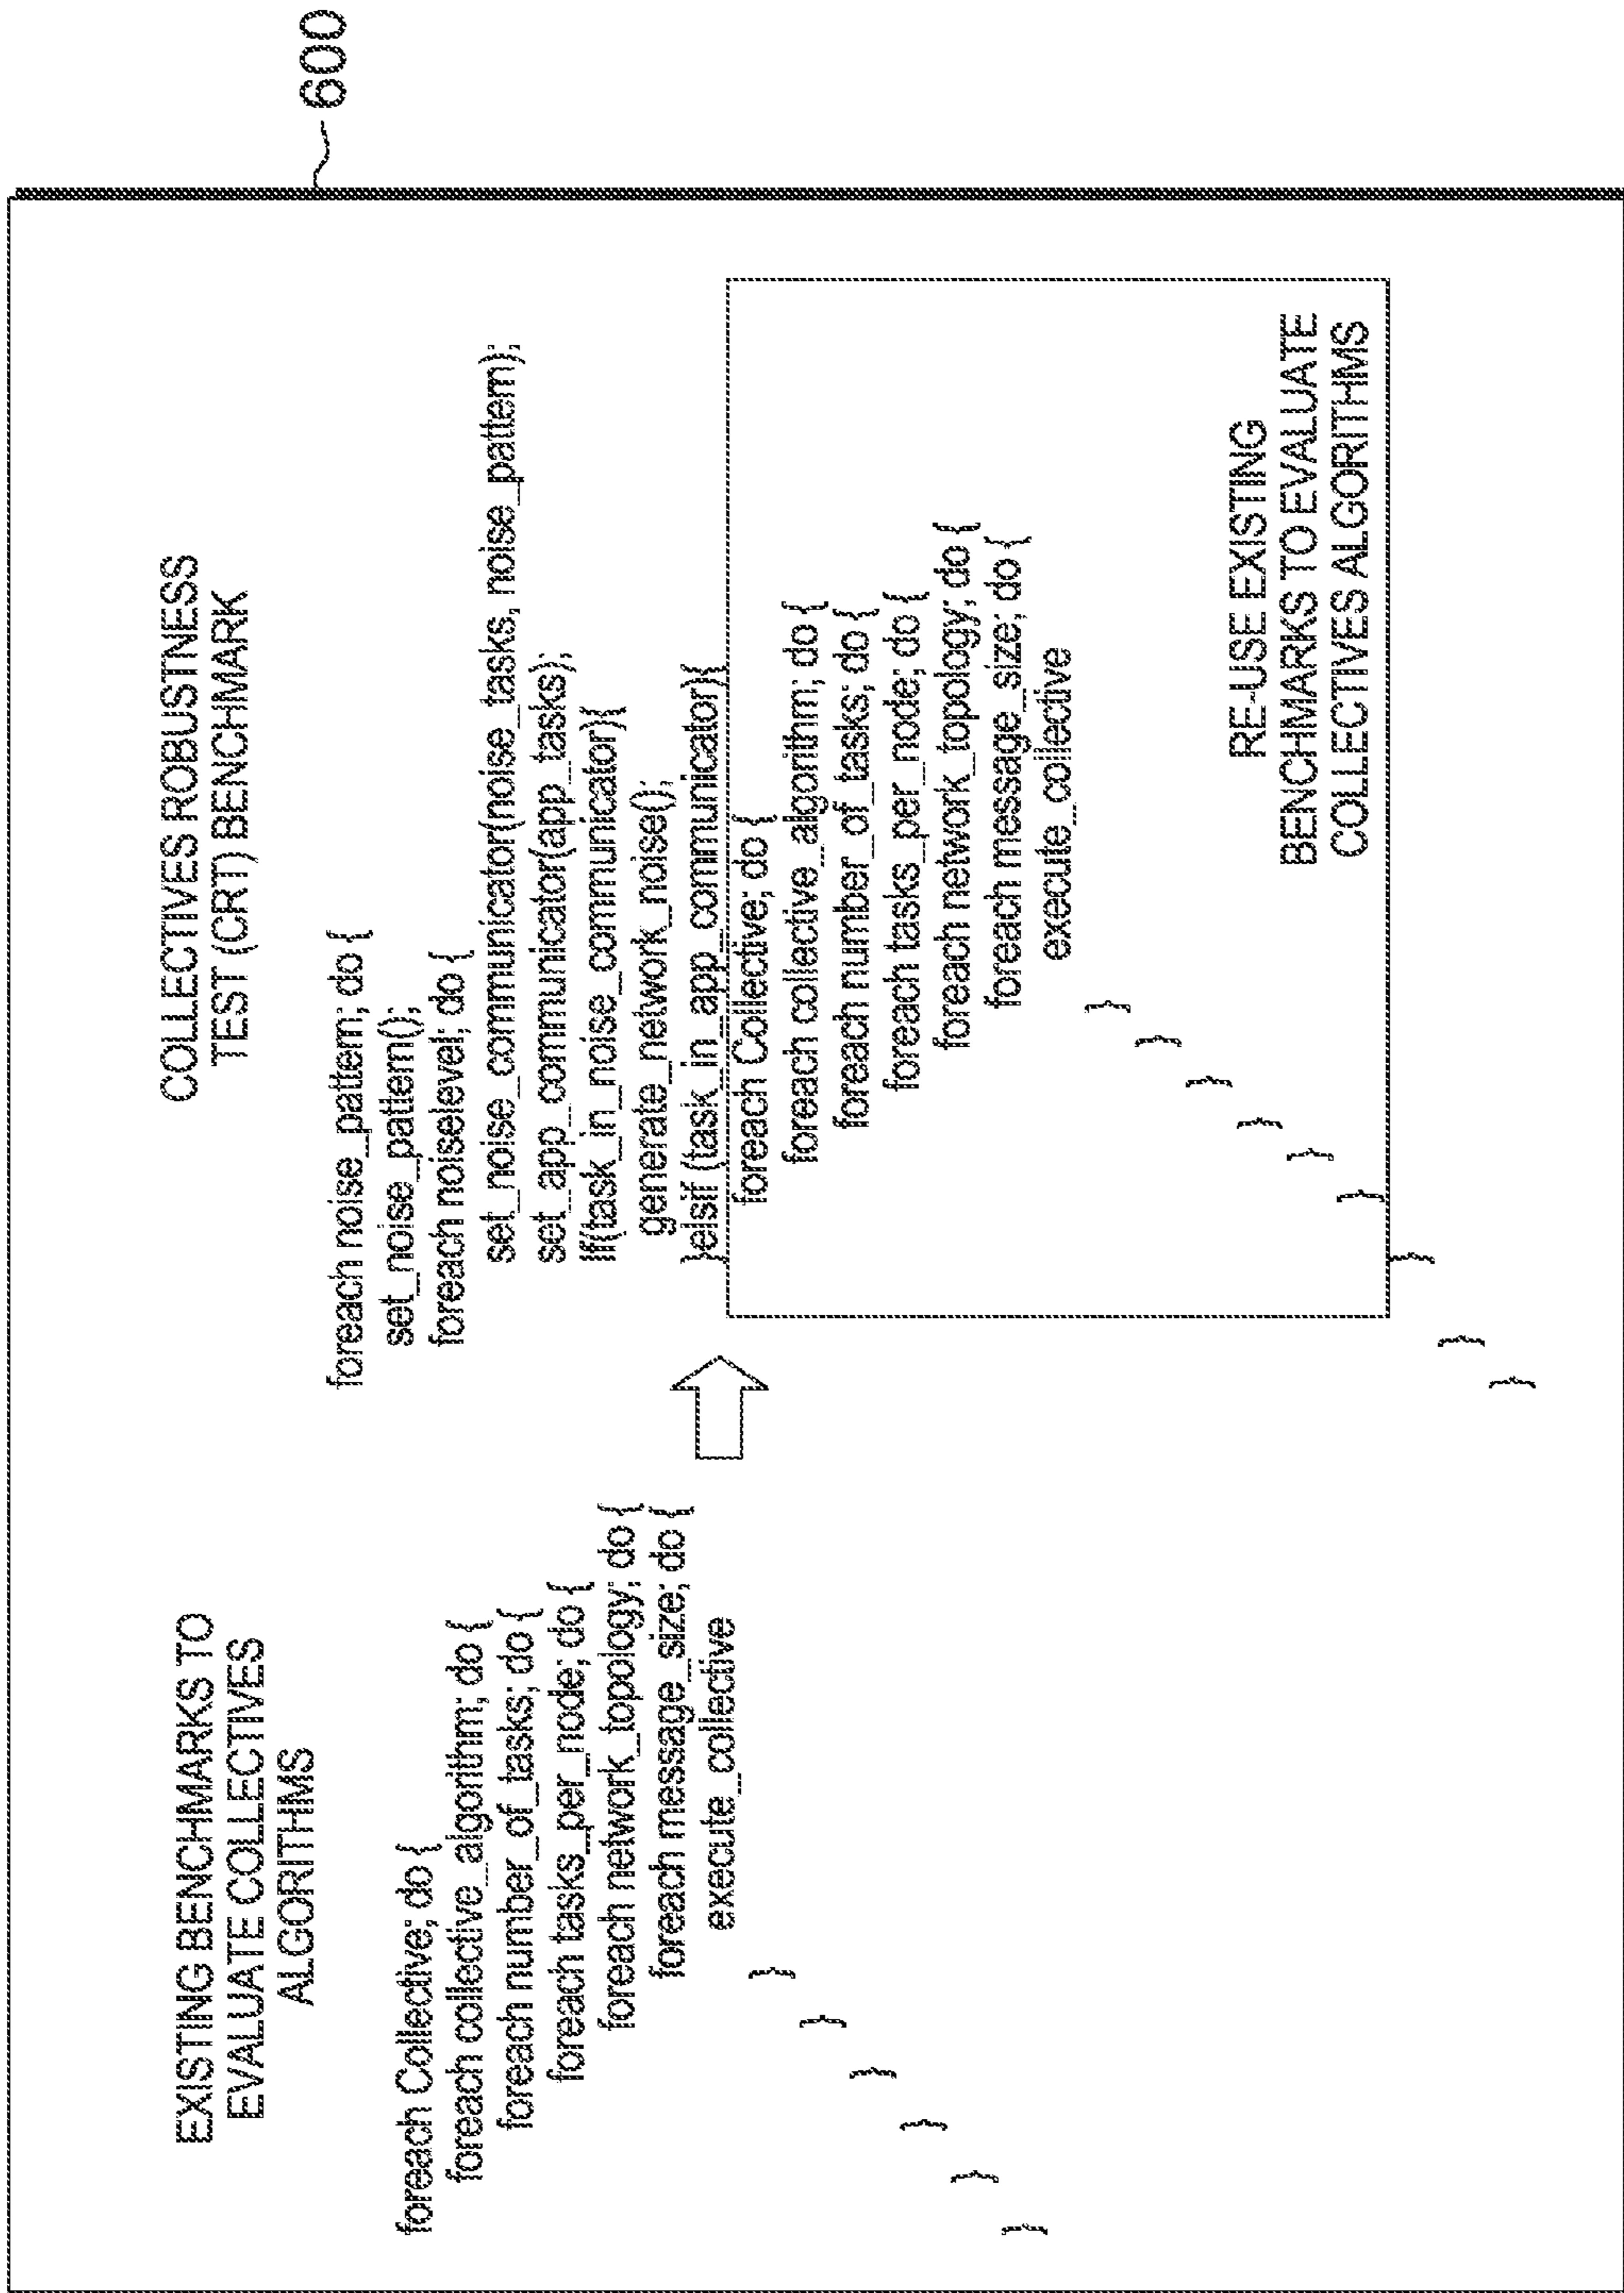 600
EXISTING BENCHMARKS TO
EVALUATE COLLECTIVES
ALGORITHMS
foreach Collective; do {
foreach collective_algorithm; do {
foreach number_of_tasks; do {
foreach tasks_per_node; do {
foreach network_topology; do {
foreach message_size; do {
execute_collective
}
}
}
}
}
}
COLLECTIVES ROBUSTNESS
TEST (CRT) BENCHMARK
foreach noise_pattern; do {
set_noise_pattern();
foreach noiselevel; do {
set_noise_communicator(noise_tasks, noise_pattern);
set_app_communicator(app_tasks);
if(task_in_noise_communicator){
generate_network_noise();
}elsif (task_in_app_communicator){
foreach Collective; do {
foreach collective_algorithm; do {
foreach number_of_tasks; do {
foreach tasks_per_node; do {
foreach network_topology; do {
foreach message_size; do {
execute_collective
}
}
}
}
}
}
RE-USE EXISTING
BENCHMARKS TO EVALUATE
COLLECTIVES ALGORITHMS
}
}
}